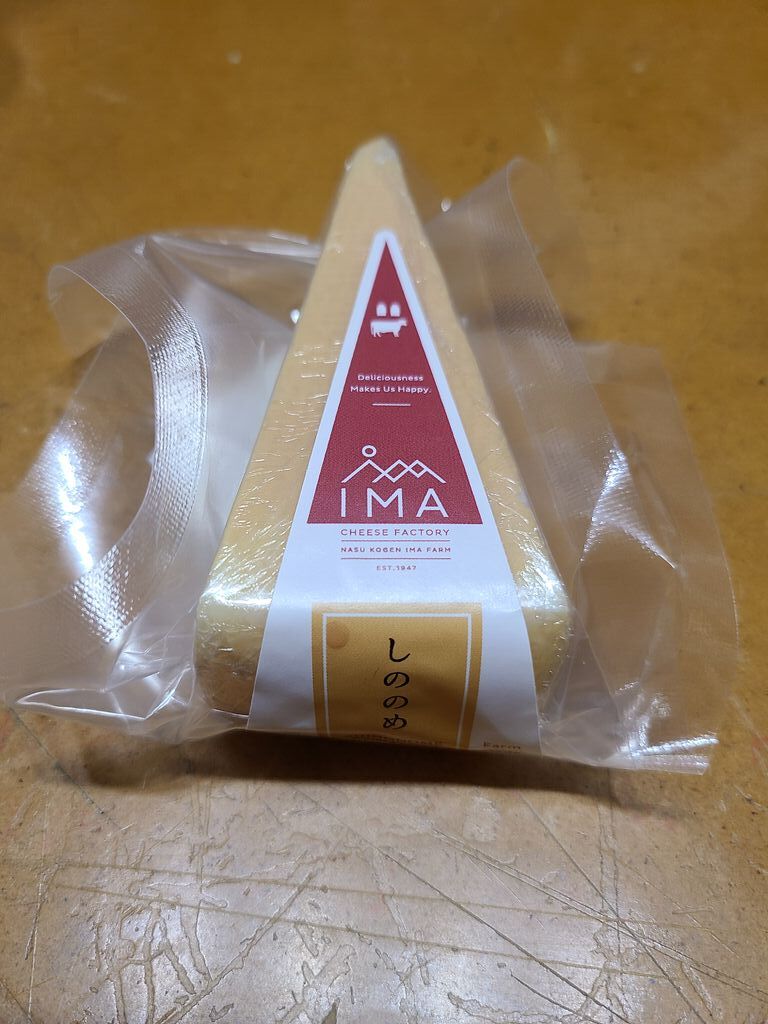 Deliciousness
Makes Us Happy.
IMA
CHEESE FACTORY
NASU KOGEN IMA FARM
EST.1947
しののめ
Farm